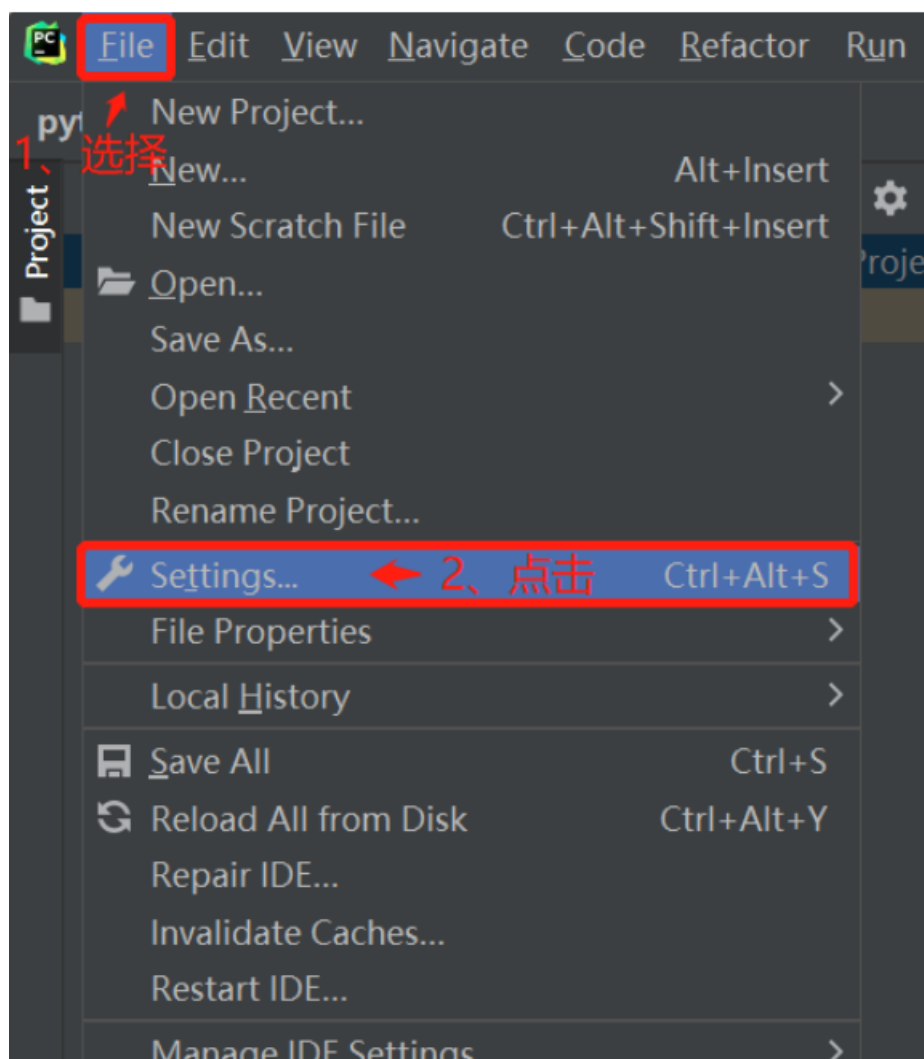 PC
File Edit View Navigate Code Refactor Run
pyt
New Project...
1、选择
New... Alt+Insert
New Scratch File Ctrl+Alt+Shift+Insert
Project
Proje
Open...
Save As...
Open Recent
Close Project
Rename Project...
Settings... 2、点击 Ctrl+Alt+S
File Properties
Local History
Save All Ctrl+S
Reload All from Disk Ctrl+Alt+Y
Repair IDE...
Invalidate Caches...
Restart IDE...
Manage IDE Settings